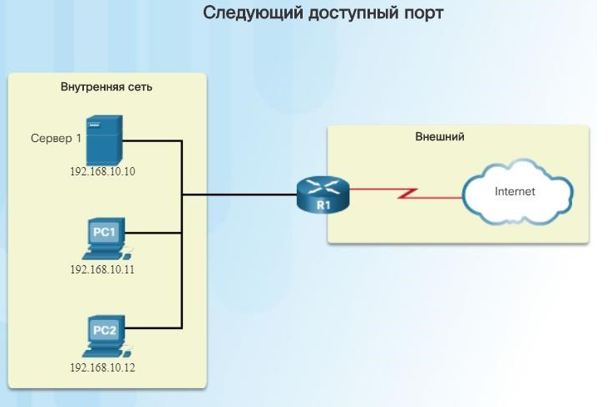 Следующий доступный порт
Внутренняя сеть
Сервер 1
192.168.10.10
PC1
192.168.10.11
PC2
192.168.10.12
R1
Внешний
Internet